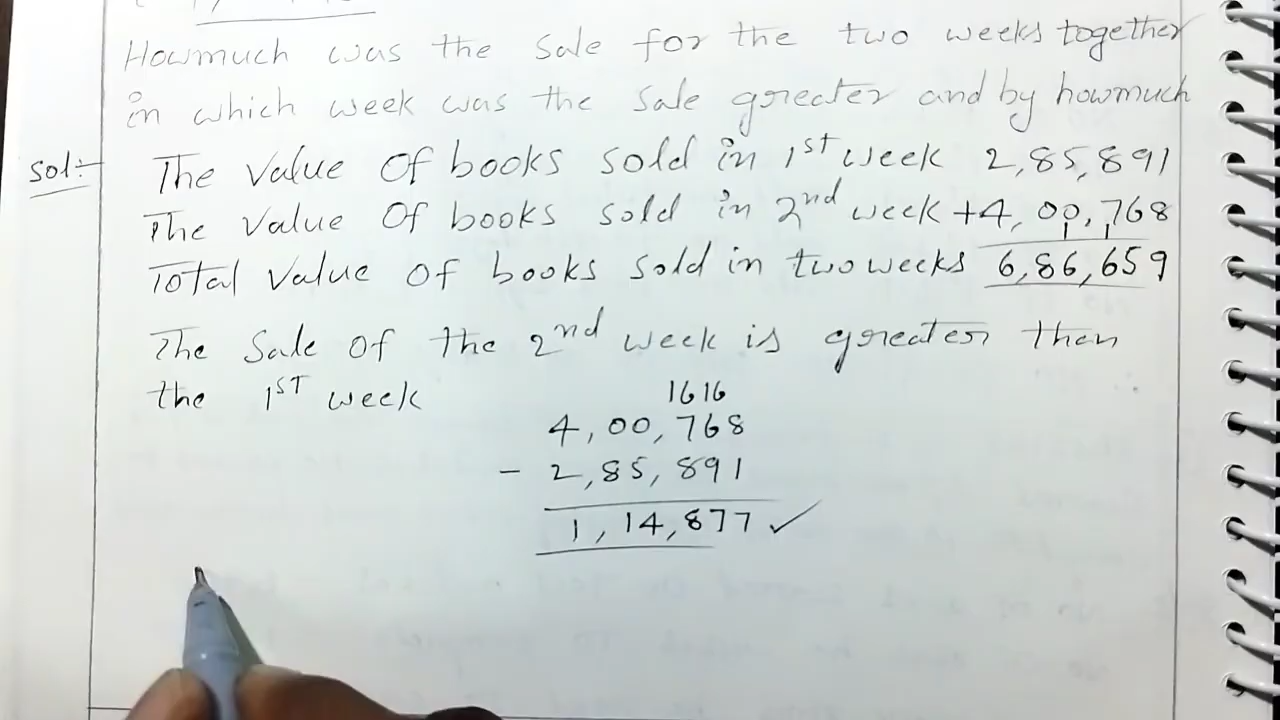 Howmuch was the sale for the two weeks together
in which week was the sale greater and by howmuch
Sol:- The value of books sold in 1st week 2,85,891
The value of books sold in 2nd week +4,00,768
Total value of books sold in two weeks 6,86,659
The sale of the 2nd week is greater then
the 1ST week
1616
4,00,768
- 2,85,891
1,14,877 ✓